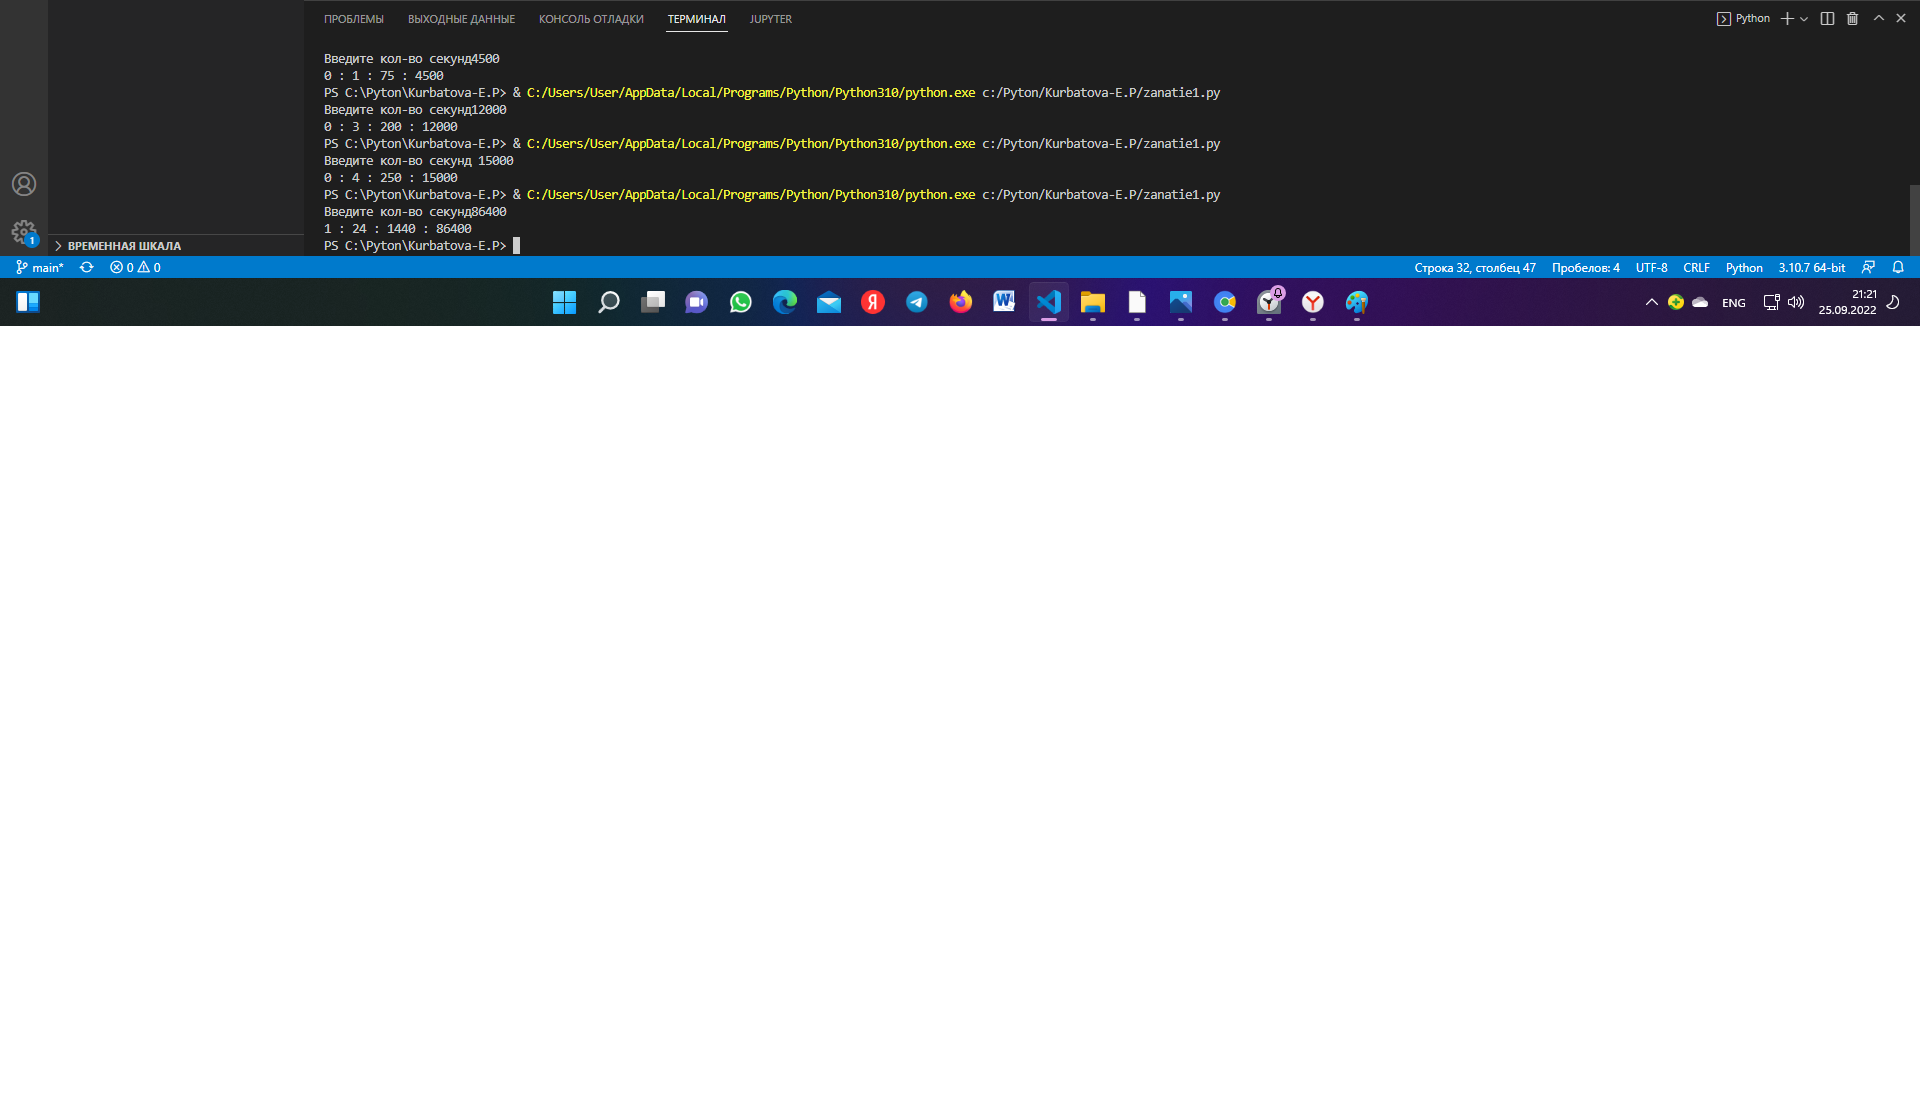 ПРОБЛЕМЫ ВЫХОДНЫЕ ДАННЫЕ КОНСОЛЬ ОТЛАДКИ ТЕРМИНАЛ JUPYTER Python
Введите кол-во секунд4500
0 : 1 : 75 : 4500
PS C:\Pyton\Kurbatova-E.P> & C:/Users/User/AppData/Local/Programs/Python/Python310/python.exe c:/Pyton/Kurbatova-E.P/zanatie1.py
Введите кол-во секунд12000
0 : 3 : 200 : 12000
PS C:\Pyton\Kurbatova-E.P> & C:/Users/User/AppData/Local/Programs/Python/Python310/python.exe c:/Pyton/Kurbatova-E.P/zanatie1.py
Введите кол-во секунд 15000
0 : 4 : 250 : 15000
PS C:\Pyton\Kurbatova-E.P> & C:/Users/User/AppData/Local/Programs/Python/Python310/python.exe c:/Pyton/Kurbatova-E.P/zanatie1.py
Введите кол-во секунд86400
1 : 24 : 1440 : 86400
PS C:\Pyton\Kurbatova-E.P>
1
ВРЕМЕННАЯ ШКАЛА
main* 0 0 Строка 32, столбец 47 Пробелов: 4 UTF-8 CRLF Python 3.10.7 64-bit
Я W Y ENG 21:21
25.09.2022